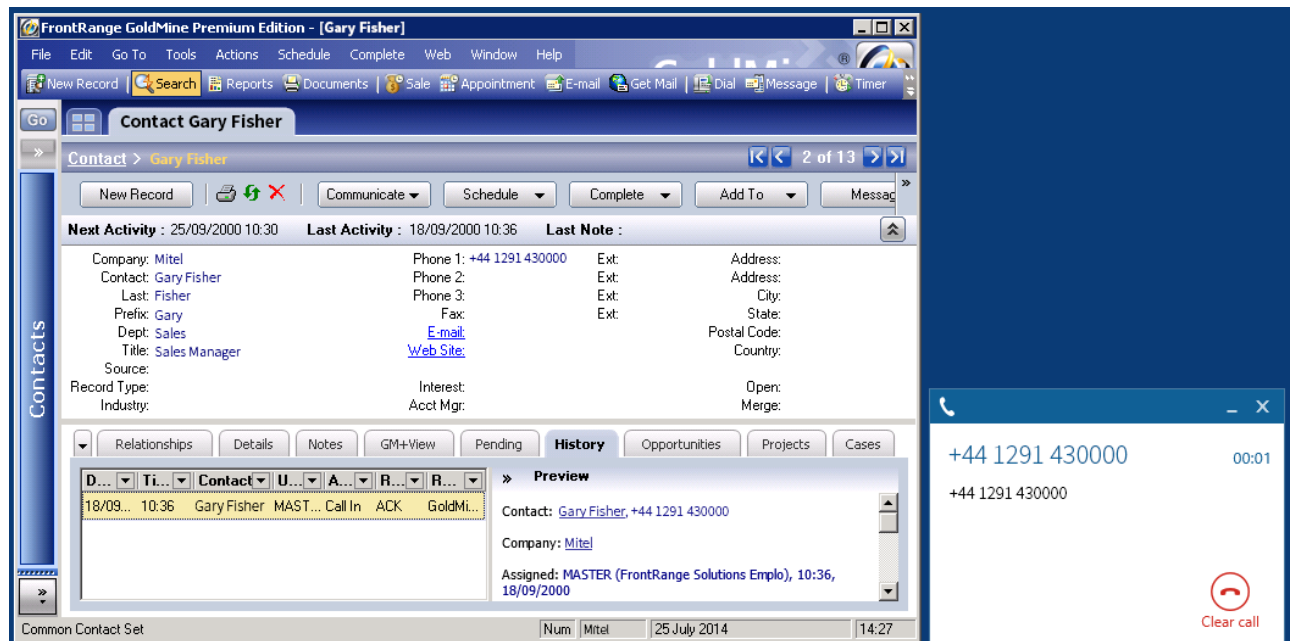 FrontRange GoldMine Premium Edition - [Gary Fisher]
File Edit Go To Tools Actions Schedule Complete Web Window Help
New Record Search Reports Documents Sale Appointment E-mail Get Mail Dial Message Timer
Go Contact Gary Fisher
Contact > Gary Fisher 2 of 13
New Record Communicate Schedule Complete Add To Messag
Next Activity : 25/09/2000 10:30 Last Activity : 18/09/2000 10:36 Last Note :
Company: Mitel Phone 1: +44 1291 430000 Ext: Address:
Contact: Gary Fisher Phone 2: Ext: Address:
Last: Fisher Phone 3: Ext: City:
Prefix: Gary Fax: Ext: State:
Dept: Sales E-mail: Postal Code:
Title: Sales Manager Web Site: Country:
Source:
Record Type: Interest: Open:
Industry: Acct Mgr: Merge:
Contacts
Relationships Details Notes GM+View Pending History Opportunities Projects Cases
D... Ti... Contact U... A... R... R...
18/09... 10:36 Gary Fisher MAST... Call In ACK GoldMi...
» Preview
Contact: Gary Fisher, +44 1291 430000
Company: Mitel
Assigned: MASTER (FrontRange Solutions Emplo), 10:36,
18/09/2000
Common Contact Set Num Mitel 25 July 2014 14:27
+44 1291 430000 00:01
+44 1291 430000
Clear call